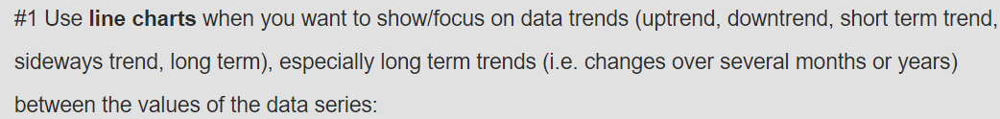 #1 Use line charts when you want to show/focus on data trends (uptrend, downtrend, short term trend,
sideways trend, long term), especially long term trends (i.e. changes over several months or years)
between the values of the data series: